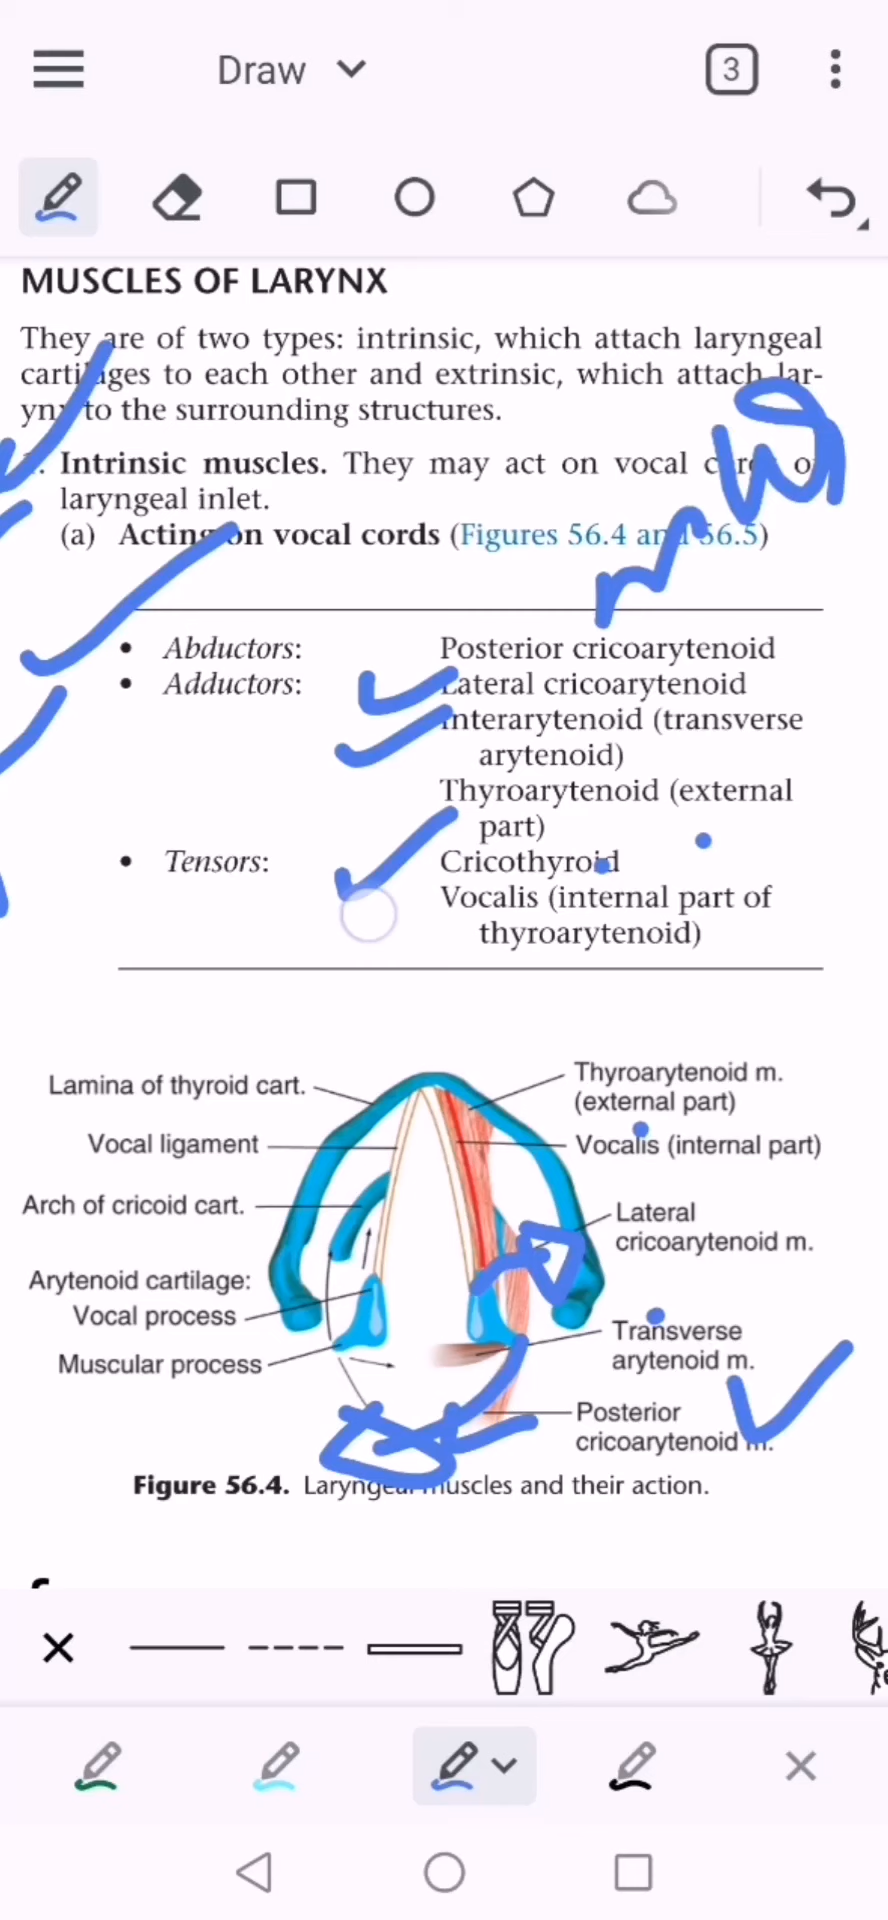 Draw
3
MUSCLES OF LARYNX
They are of two types: intrinsic, which attach laryngeal
cartilages to each other and extrinsic, which attach lar-
ynx to the surrounding structures.
1. Intrinsic muscles. They may act on vocal cords or
laryngeal inlet.
(a) Acting on vocal cords (Figures 56.4 and 56.5)
• Abductors: Posterior cricoarytenoid
• Adductors: Lateral cricoarytenoid
Interarytenoid (transverse
arytenoid)
Thyroarytenoid (external
part)
• Tensors: Cricothyroid
Vocalis (internal part of
thyroarytenoid)
Lamina of thyroid cart.
Vocal ligament
Arch of cricoid cart.
Arytenoid cartilage:
Vocal process
Muscular process
Thyroarytenoid m.
(external part)
Vocalis (internal part)
Lateral
cricoarytenoid m.
Transverse
arytenoid m.
Posterior
cricoarytenoid m.
Figure 56.4. Laryngeal muscles and their action.